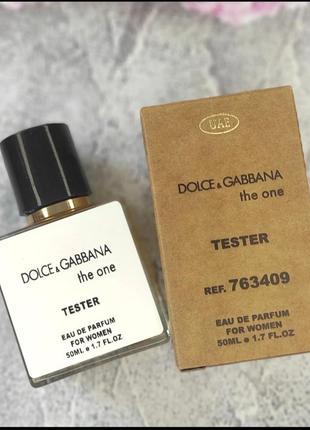 DOLCE & GABBANA
the one
TESTER
EAU DE PARFUM
FOR WOMEN
50ML e 1.7 FL.OZ
UAE
DOLCE & GABBANA
the one
TESTER
REF. 763409
EAU DE PARFUM
FOR WOMEN
50ML e 1.7 FL.OZ